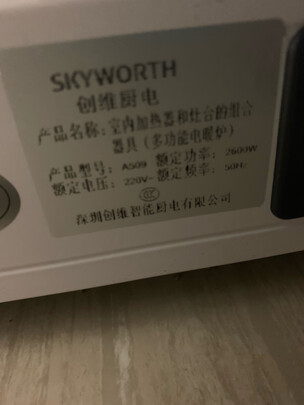 SKYWORTH
创维厨电
产品名称: 室内加热器和灶台的组合
器具 (多功能电暖炉)
产品型号: A509 额定功率: 2600W
额定电压: 220V~ 额定频率: 50Hz
深圳创维智能厨电有限公司